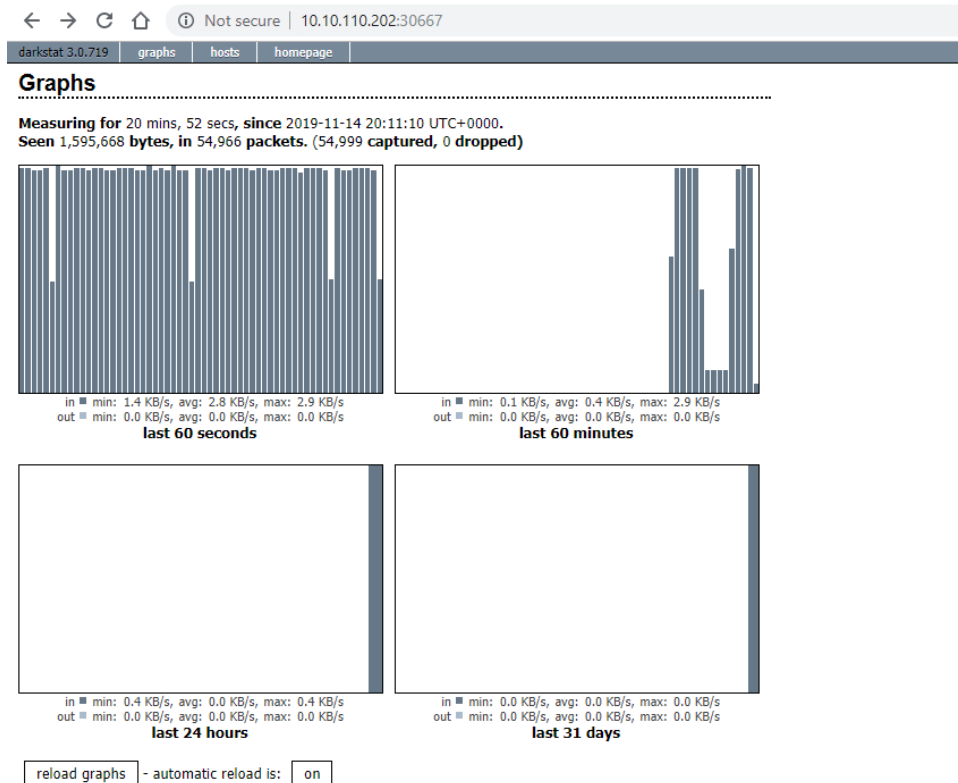 Not secure | 10.10.110.202:30667
darkstat 3.0.719 graphs hosts homepage
Graphs
Measuring for 20 mins, 52 secs, since 2019-11-14 20:11:10 UTC+0000.
Seen 1,595,668 bytes, in 54,966 packets. (54,999 captured, 0 dropped)
in min: 1.4 KB/s, avg: 2.8 KB/s, max: 2.9 KB/s
out min: 0.0 KB/s, avg: 0.0 KB/s, max: 0.0 KB/s
last 60 seconds
in min: 0.1 KB/s, avg: 0.4 KB/s, max: 2.9 KB/s
out min: 0.0 KB/s, avg: 0.0 KB/s, max: 0.0 KB/s
last 60 minutes
in min: 0.4 KB/s, avg: 0.0 KB/s, max: 0.4 KB/s
out min: 0.0 KB/s, avg: 0.0 KB/s, max: 0.0 KB/s
last 24 hours
in min: 0.0 KB/s, avg: 0.0 KB/s, max: 0.0 KB/s
out min: 0.0 KB/s, avg: 0.0 KB/s, max: 0.0 KB/s
last 31 days
reload graphs - automatic reload is: on